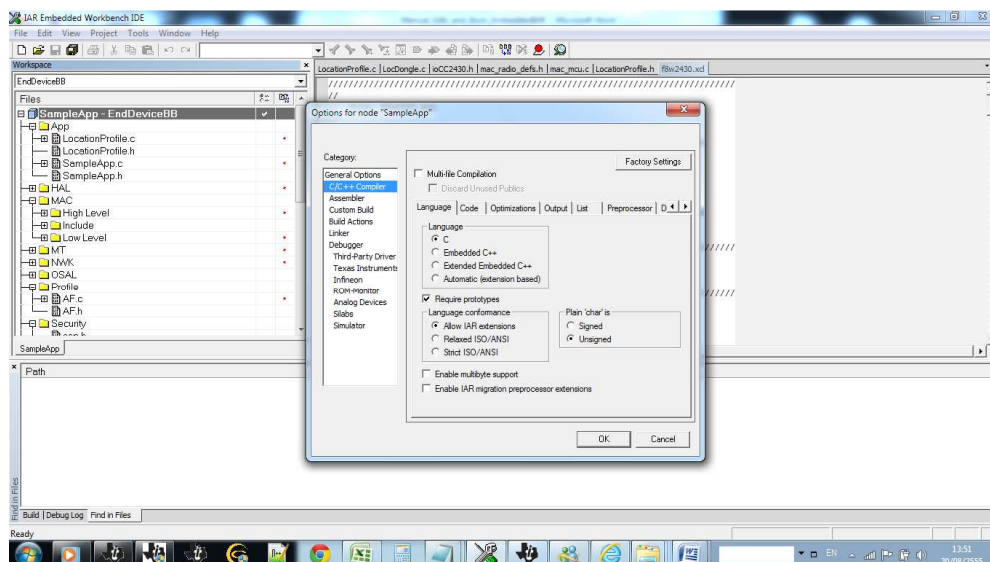 IAR Embedded Workbench IDE
File Edit View Project Tools Window Help
Workspace
EndDeviceBB
Files
SampleApp - EndDeviceBB
App
LocationProfile.c
LocationProfile.h
SampleApp.c
SampleApp.h
HAL
MAC
High Level
Include
Low Level
MT
NWK
OSAL
Profile
AF.c
AF.h
Security
SampleApp
LocationProfile.c | LocDongle.c | ioCC2430.h | mac_radio_defs.h | mac_mcu.c | LocationProfile.h f8w2430.xcl
//
Options for node "SampleApp"
Category:
General Options
C/C++ Compiler
Assembler
Custom Build
Build Actions
Linker
Debugger
Third-Party Driver
Texas Instruments
Infineon
ROM-Monitor
Analog Devices
Silabs
Simulator
Factory Settings
Multi-file Compilation
Discard Unused Publics
Language Code Optimizations Output List Preprocessor D
Language
C
Embedded C++
Extended Embedded C++
Automatic (extension based)
Require prototypes
Language conformance
Allow IAR extensions
Relaxed ISO/ANSI
Strict ISO/ANSI
Plain 'char' is
Signed
Unsigned
Enable multibyte support
Enable IAR migration preprocessor extensions
OK Cancel
Path
Find in Files
Build Debug Log Find in Files
Ready
EN
13:51
20/08/2555